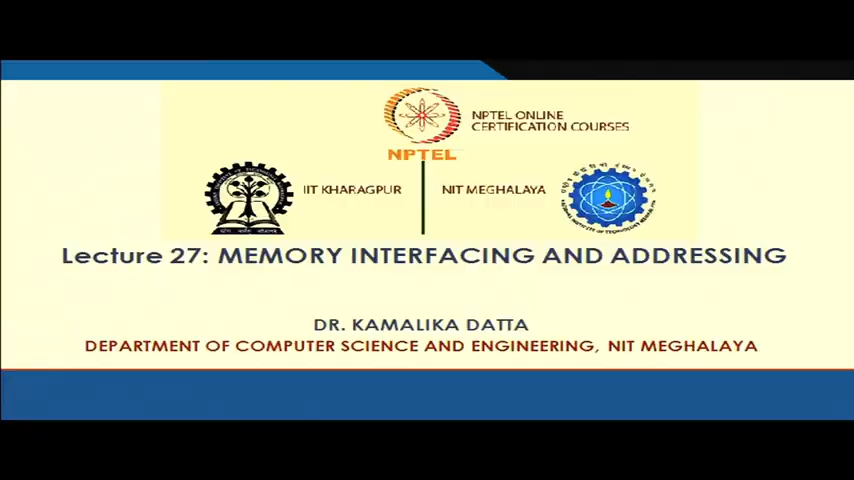 NPTEL ONLINE
CERTIFICATION COURSES
NPTEL
IIT KHARAGPUR
NIT MEGHALAYA
Lecture 27: MEMORY INTERFACING AND ADDRESSING
DR. KAMALIKA DATTA
DEPARTMENT OF COMPUTER SCIENCE AND ENGINEERING, NIT MEGHALAYA